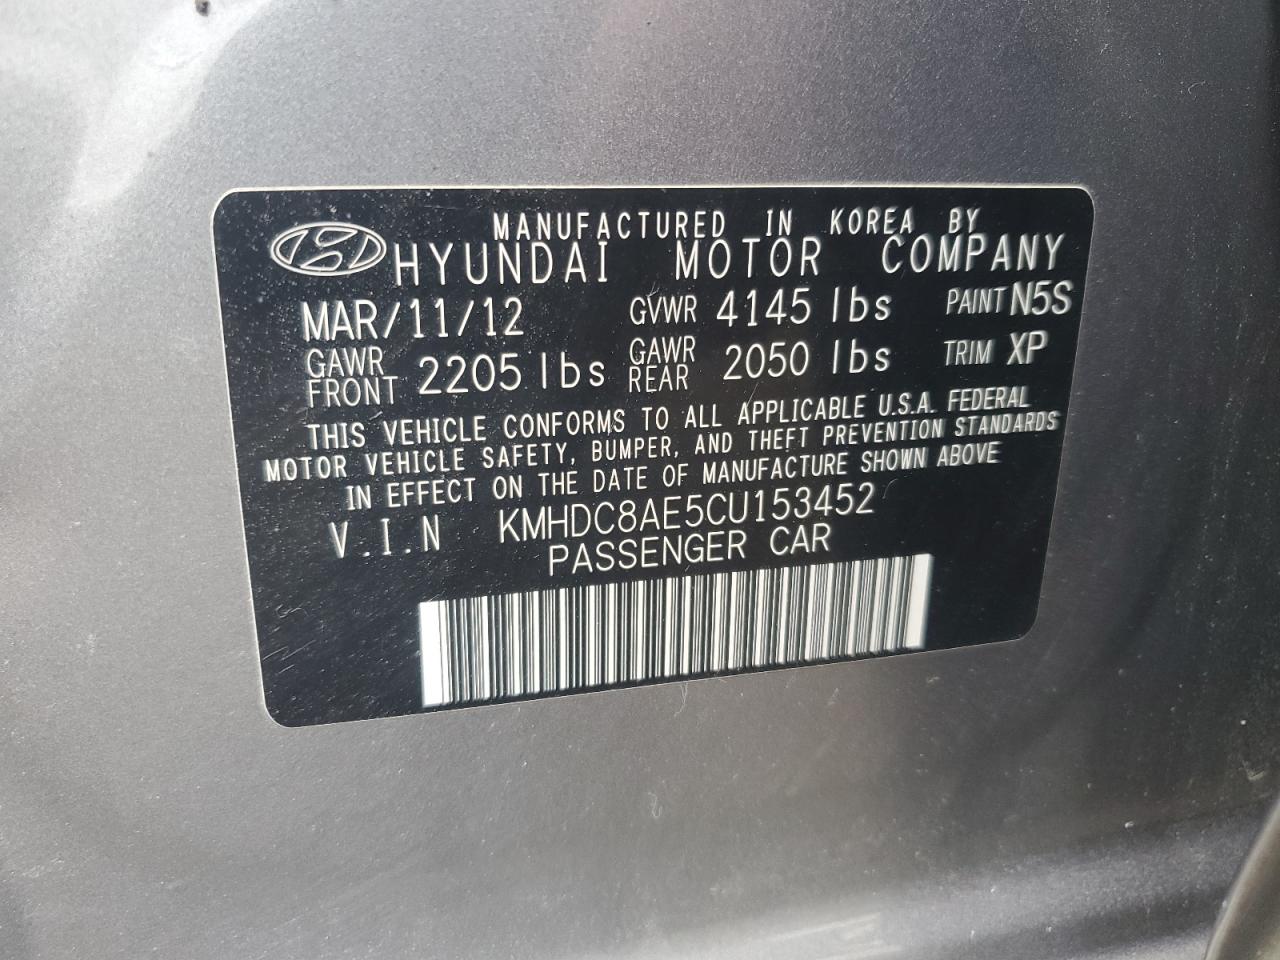 MANUFACTURED IN KOREA BY
HYUNDAI MOTOR COMPANY
MAR/11/12 GVWR 4145 lbs PAINT N5S
GAWR FRONT 2205 lbs GAWR REAR 2050 lbs TRIM XP
THIS VEHICLE CONFORMS TO ALL APPLICABLE U.S.A. FEDERAL
MOTOR VEHICLE SAFETY, BUMPER, AND THEFT PREVENTION STANDARDS
IN EFFECT ON THE DATE OF MANUFACTURE SHOWN ABOVE
V.I.N KMHDC8AE5CU153452
PASSENGER CAR